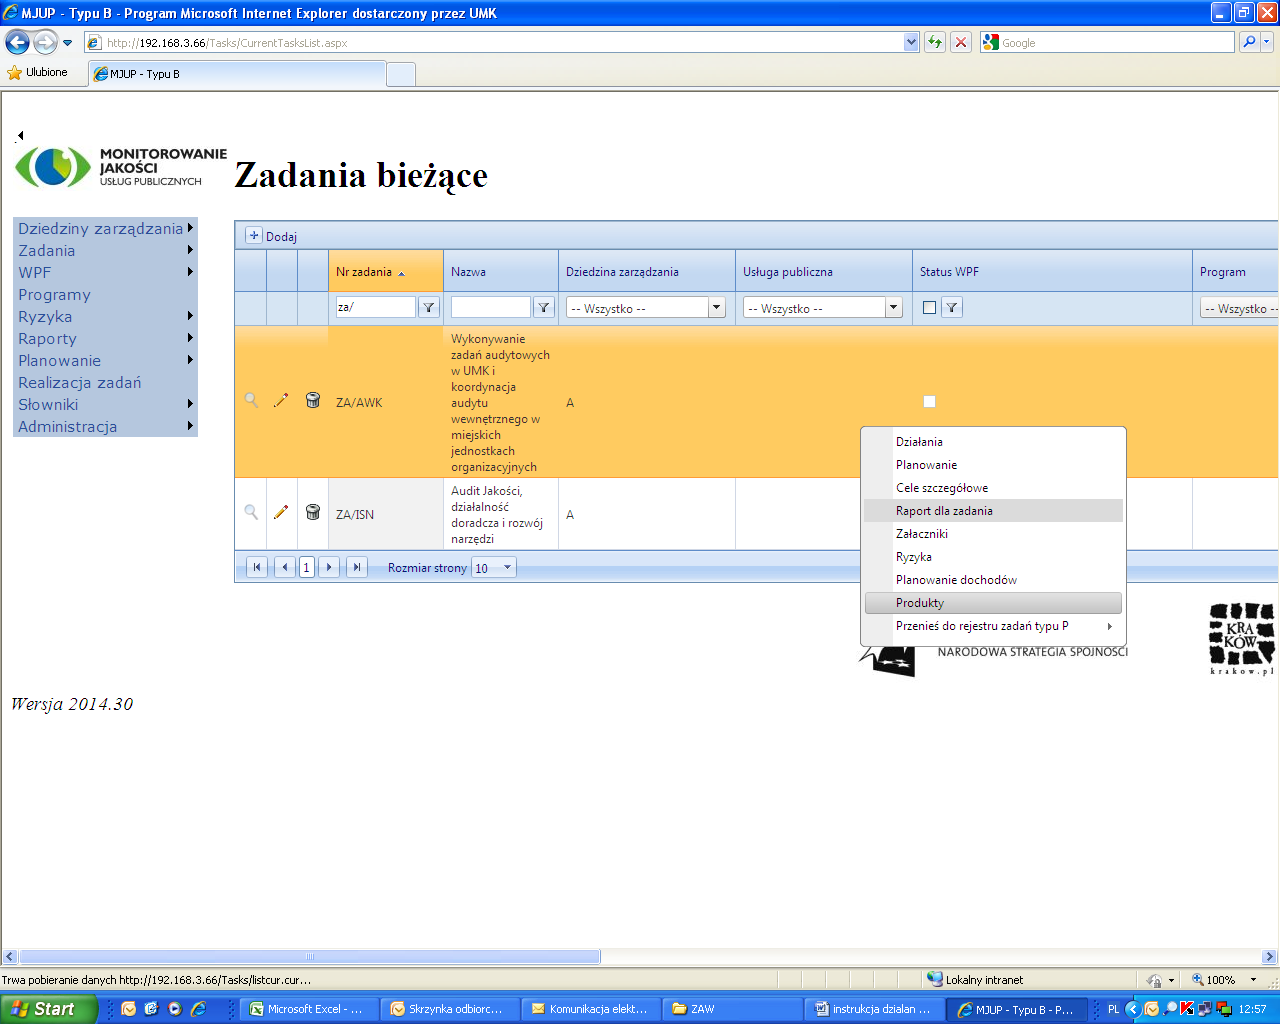 MJUP - Typu B - Program Microsoft Internet Explorer dostarczony przez UMK
http://192.168.3.66/Tasks/CurrentTasksList.aspx
Google
Ulubione
MJUP - Typu B
MONITOROWANIE
JAKOŚCI
USŁUG PUBLICZNYCH
Zadania bieżące
Dziedziny zarządzania
Zadania
WPF
Programy
Ryzyka
Raporty
Planowanie
Realizacja zadań
Słowniki
Administracja
Dodaj
Nr zadania
Nazwa
Dziedzina zarządzania
Usługa publiczna
Status WPF
Program
za/
-- Wszystko --
-- Wszystko --
-- Wszystko --
ZA/AWK
Wykonywanie
zadań audytowych
w UMK i
koordynacja
audytu
wewnętrznego w
miejskich
jednostkach
organizacyjnych
A
ZA/ISN
Audit Jakości,
działalność
doradcza i rozwój
narzędzi
A
1
Rozmiar strony
10
Działania
Planowanie
Cele szczegółowe
Raport dla zadania
Załaczniki
Ryzyka
Planowanie dochodów
Produkty
Przenieś do rejestru zadań typu P
NARODOWA STRATEGIA SPÓJNOŚCI
KRA
KÓW
krakow.pl
Wersja 2014.30
Trwa pobieranie danych http://192.168.3.66/Tasks/listcur.cur...
Lokalny intranet
100%
Start
Microsoft Excel - ...
Skrzynka odbiorc...
Komunikacja elekt...
ZAW
instrukcja dzialan ...
MJUP - Typu B - P...
PL
12:57